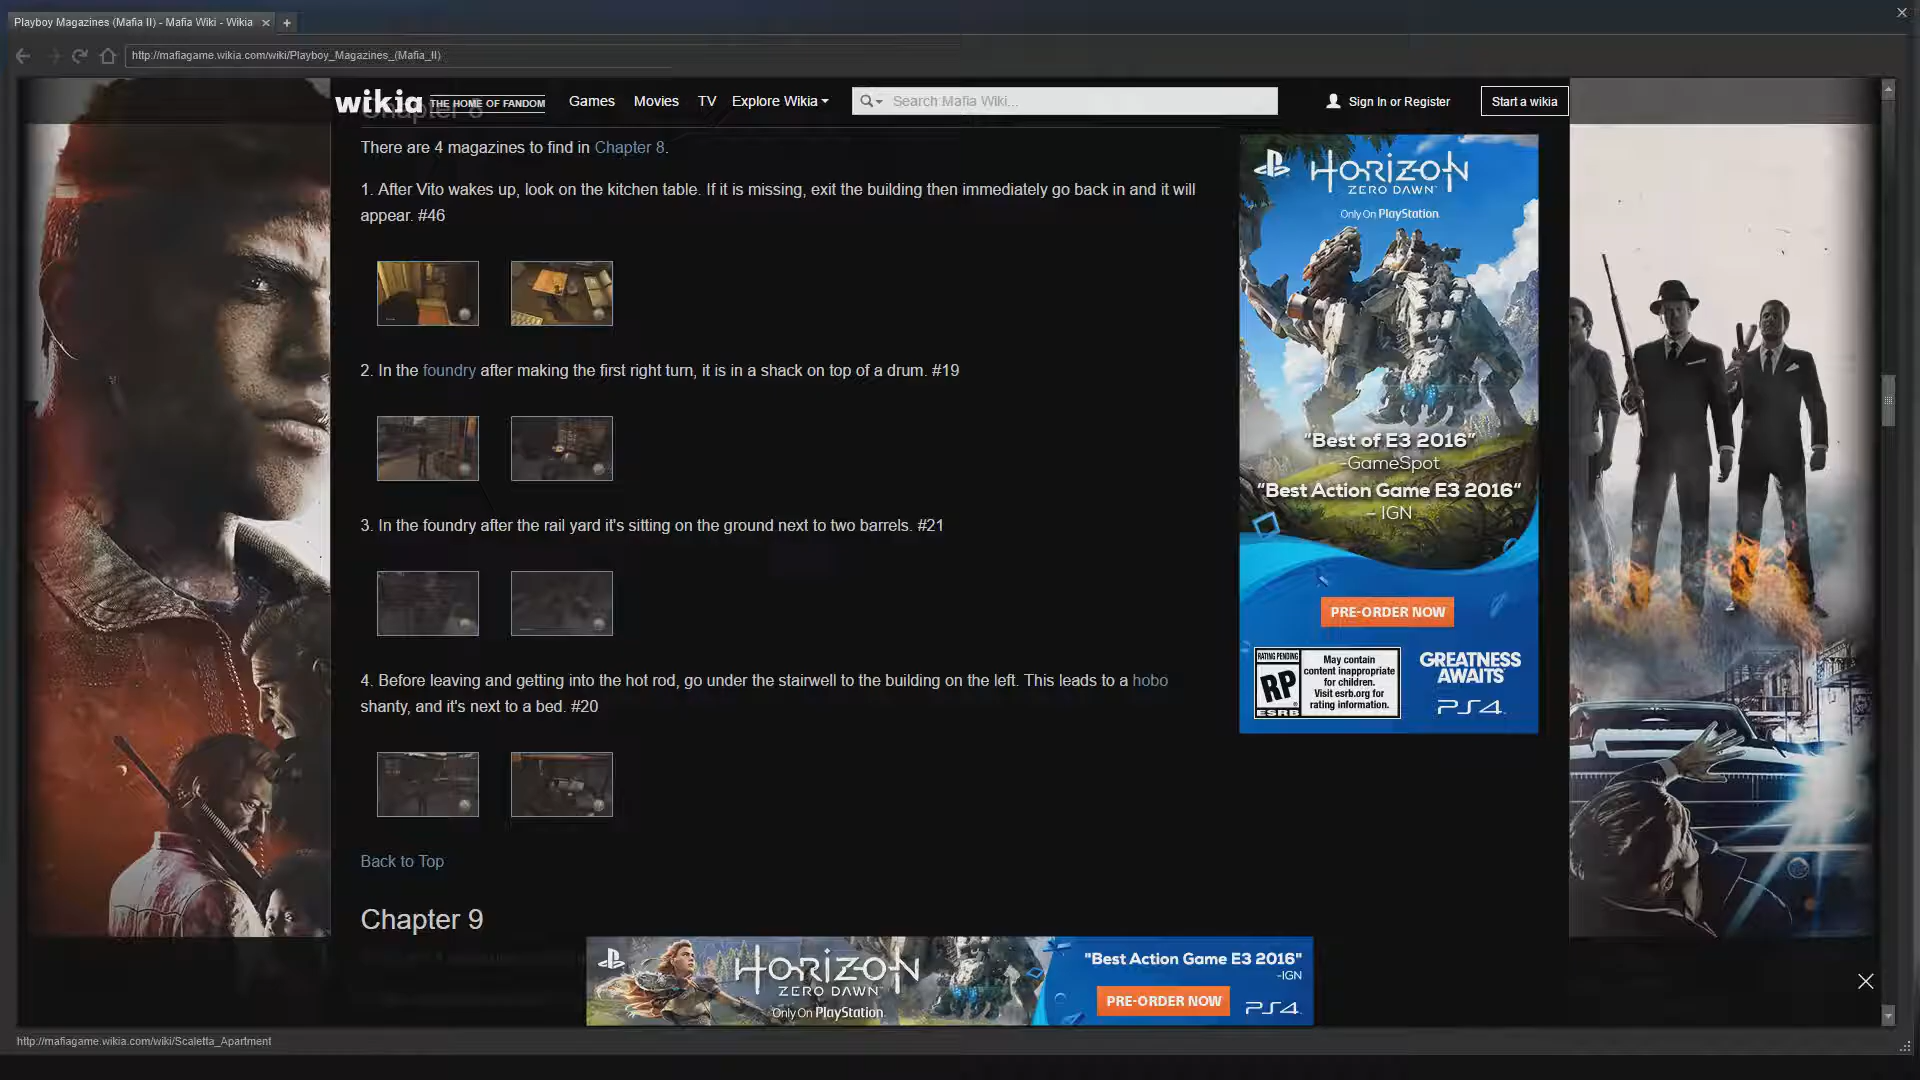 Playboy Magazines (Mafia II) - Mafia Wiki - Wikia
http://mafiagame.wikia.com/wiki/Playboy_Magazines_(Mafia_II)
wikia THE HOME OF FANDOM Games Movies TV Explore Wikia Search Mafia Wiki... Sign In or Register Start a wikia
Chapter 8
There are 4 magazines to find in Chapter 8.
1. After Vito wakes up, look on the kitchen table. If it is missing, exit the building then immediately go back in and it will
appear. #46
2. In the foundry after making the first right turn, it is in a shack on top of a drum. #19
3. In the foundry after the rail yard it's sitting on the ground next to two barrels. #21
4. Before leaving and getting into the hot rod, go under the stairwell to the building on the left. This leads to a hobo
shanty, and it's next to a bed. #20
Back to Top
Chapter 9
HORIZON
ZERO DAWN™
Only On PlayStation.
"Best of E3 2016"
-GameSpot
"Best Action Game E3 2016"
- IGN
PRE-ORDER NOW
RATING PENDING
RP
ESRB
May contain
content inappropriate
for children.
Visit esrb.org for
rating information.
GREATNESS
AWAITS
PS4
HORIZON
ZERO DAWN
Only On PlayStation.
"Best Action Game E3 2016"
-IGN
PRE-ORDER NOW
PS4
http://mafiagame.wikia.com/wiki/Scaletta_Apartment